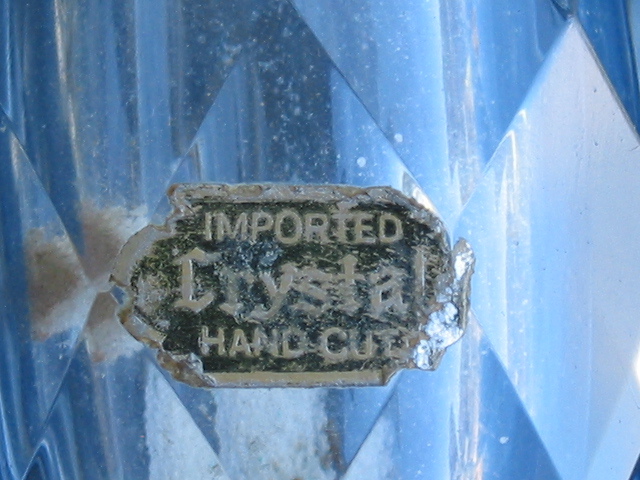 IMPORTED
Crystal
HAND CUT